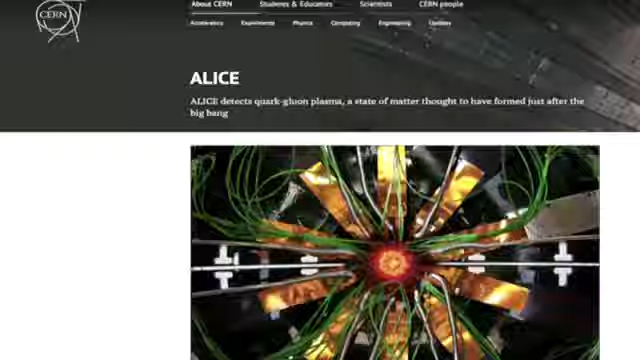 CERN
About CERN Students & Educators Scientists CERN people
Accelerators Experiments Physics Computing Engineering Updates
ALICE
ALICE detects quark-gluon plasma, a state of matter thought to have formed just after the
big bang